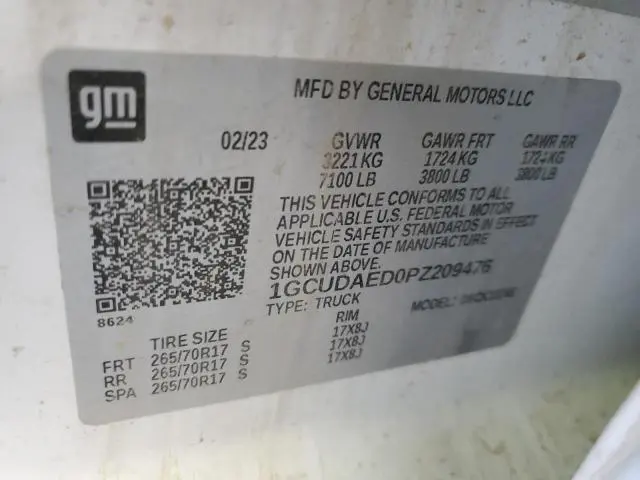 gm
MFD BY GENERAL MOTORS LLC
02/23 GVWR GAWR FRT GAWR RR
3221 KG 1724 KG 1724 KG
7100 LB 3800 LB 3800 LB
THIS VEHICLE CONFORMS TO ALL
APPLICABLE U.S. FEDERAL MOTOR
VEHICLE SAFETY STANDARDS IN EFFECT
ON THE DATE OF MANUFACTURE
SHOWN ABOVE.
1GCUDAED0PZ209476
8624
TYPE: TRUCK MODEL:
TIRE SIZE RIM
FRT 265/70R17 S 17X8J
RR 265/70R17 S 17X8J
SPA 265/70R17 S 17X8J